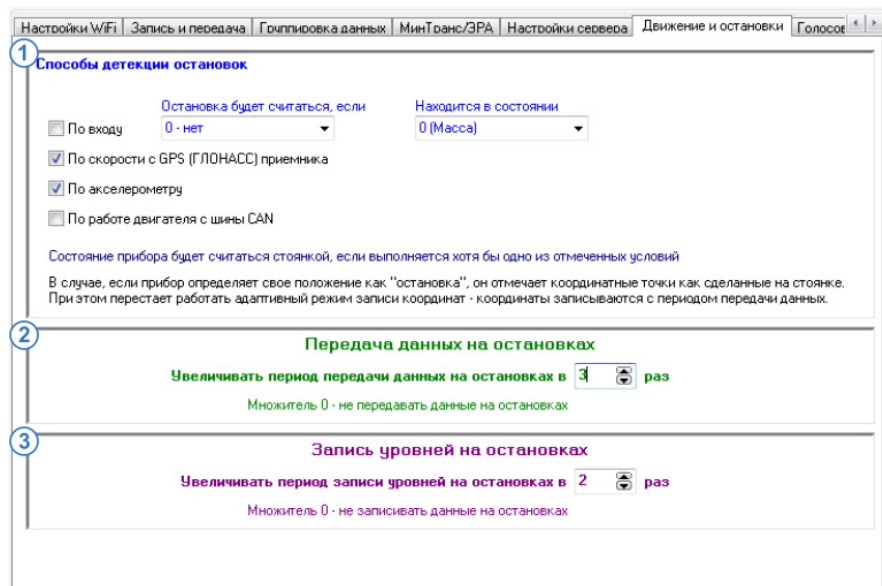 Настройки WiFi Запись и передача Группировка данных МинТранс/ЭРА Настройки сервера Движение и остановки Голосов
1
Способы детекции остановок
Остановка будет считаться, если Находится в состоянии
По входу 0 - нет 0 (Масса)
По скорости с GPS (ГЛОНАСС) приемника
По акселерометру
По работе двигателя с шины CAN
Состояние прибора будет считаться стоянкой, если выполняется хотя бы одно из отмеченных условий
В случае, если прибор определяет свое положение как "остановка", он отмечает координатные точки как сделанные на стоянке.
При этом перестает работать адаптивный режим записи координат - координаты записываются с периодом передачи данных.
2
Передача данных на остановках
Увеличивать период передачи данных на остановках в 3 раз
Множитель 0 - не передавать данные на остановках
3
Запись уровней на остановках
Увеличивать период записи уровней на остановках в 2 раз
Множитель 0 - не записывать данные на остановках